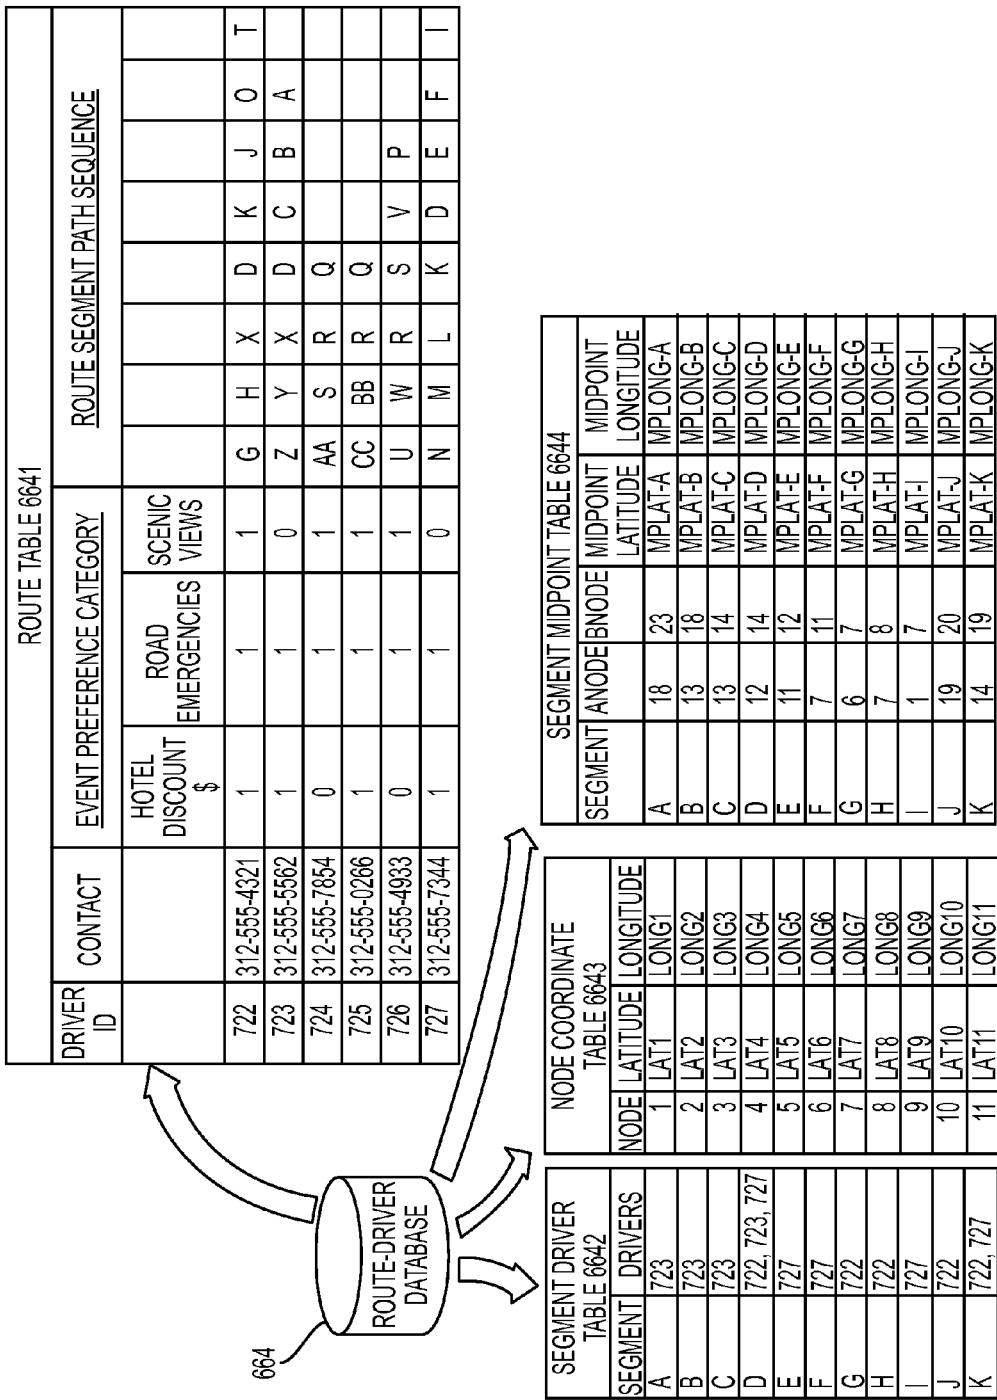 ROUTE TABLE 6641
DRIVER ID CONTACT EVENT PREFERENCE CATEGORY ROUTE SEGMENT PATH SEQUENCE
HOTEL DISCOUNT $ ROAD EMERGENCIES SCENIC VIEWS
722 312-555-4321 1 1 1 G H X D K J O T
723 312-555-5562 1 1 0 Z Y X D C B A
724 312-555-7854 0 1 1 AA S R Q
725 312-555-0266 1 1 1 CC BB R Q
726 312-555-4933 0 1 1 U W R S V P
727 312-555-7344 1 1 0 N M L K D E F I
664
ROUTE-DRIVER
DATABASE
SEGMENT DRIVER
TABLE 6642
SEGMENT DRIVERS
A 723
B 723
C 723
D 722, 723, 727
E 727
F 727
G 722
H 722
I 727
J 722
K 722, 727
NODE COORDINATE
TABLE 6643
NODE LATITUDE LONGITUDE
1 LAT1 LONG1
2 LAT2 LONG2
3 LAT3 LONG3
4 LAT4 LONG4
5 LAT5 LONG5
6 LAT6 LONG6
7 LAT7 LONG7
8 LAT8 LONG8
9 LAT9 LONG9
10 LAT10 LONG10
11 LAT11 LONG11
SEGMENT MIDPOINT TABLE 6644
SEGMENT ANODE BNODE MIDPOINT LATITUDE MIDPOINT LONGITUDE
A 18 23 MPLAT-A MPLONG-A
B 13 18 MPLAT-B MPLONG-B
C 13 14 MPLAT-C MPLONG-C
D 12 14 MPLAT-D MPLONG-D
E 11 12 MPLAT-E MPLONG-E
F 7 11 MPLAT-F MPLONG-F
G 6 7 MPLAT-G MPLONG-G
H 7 8 MPLAT-H MPLONG-H
I 1 7 MPLAT-I MPLONG-I
J 19 20 MPLAT-J MPLONG-J
K 14 19 MPLAT-K MPLONG-K